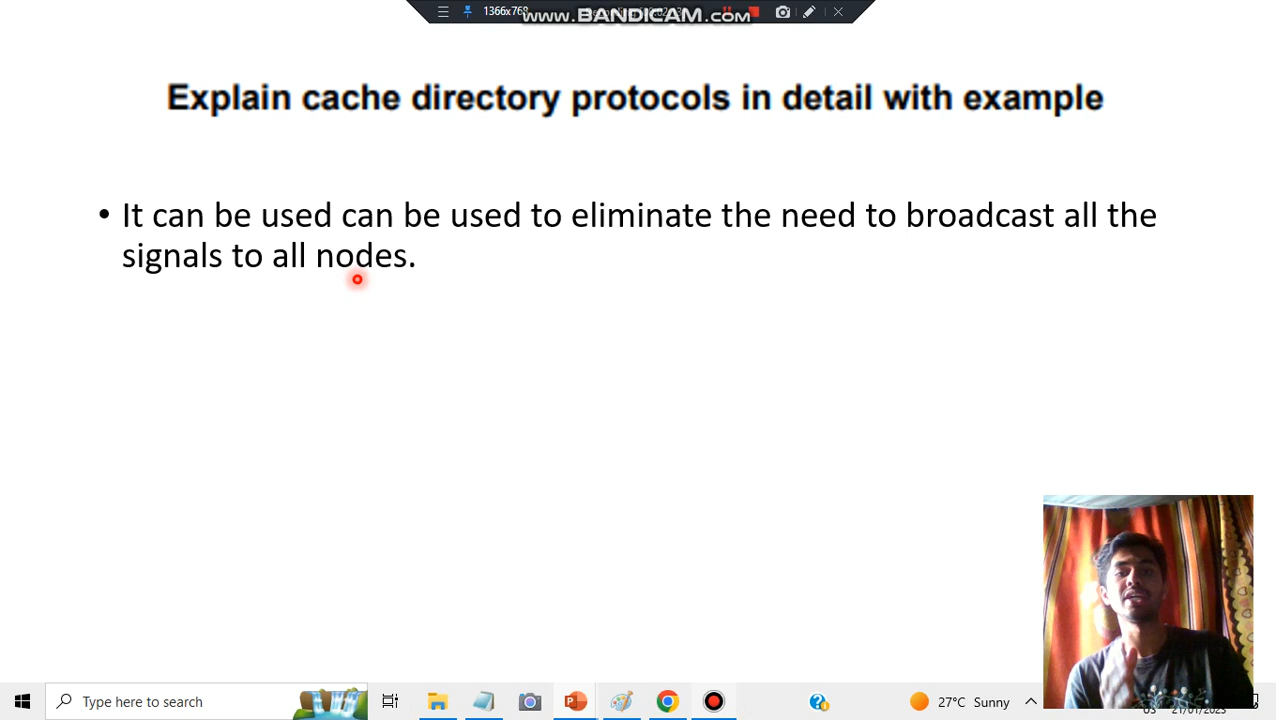 1366x768
www.BANDICAM.com
Explain cache directory protocols in detail with example
• It can be used can be used to eliminate the need to broadcast all the
signals to all nodes.
Type here to search
27°C Sunny